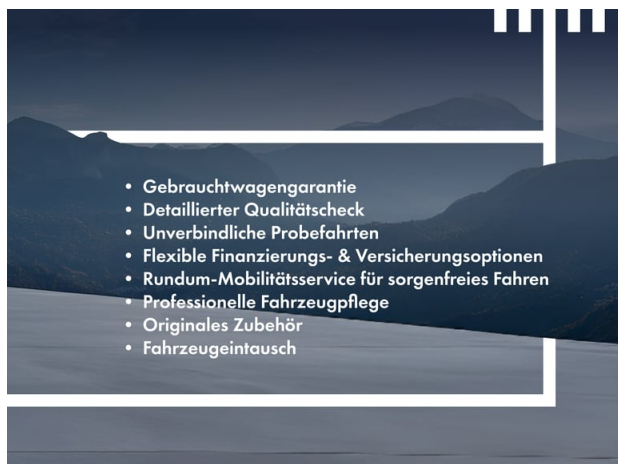 • Gebrauchtwagengarantie
• Detaillierter Qualitätscheck
• Unverbindliche Probefahrten
• Flexible Finanzierungs- & Versicherungsoptionen
• Rundum-Mobilitätsservice für sorgenfreies Fahren
• Professionelle Fahrzeugpflege
• Originales Zubehör
• Fahrzeugeintausch